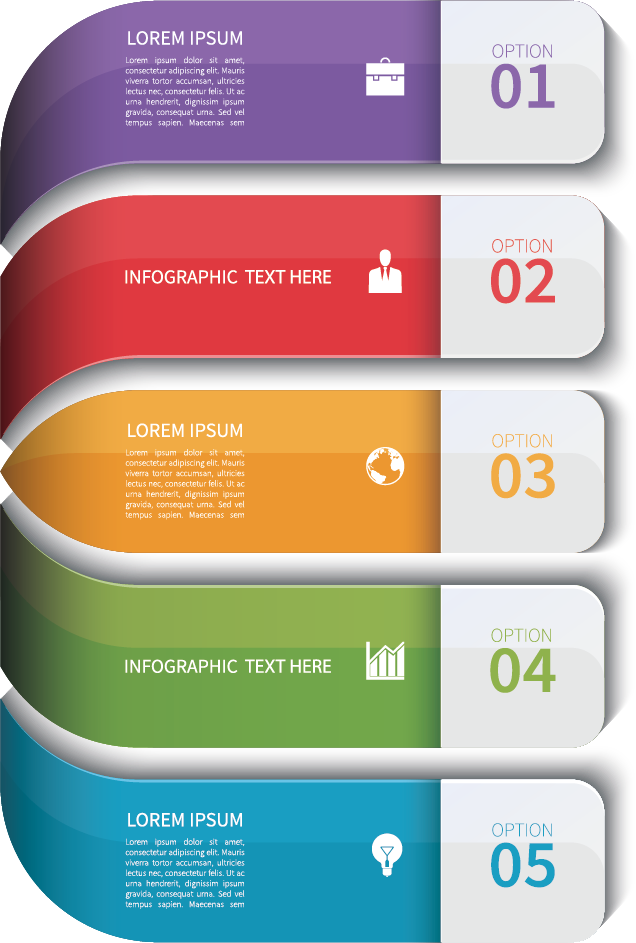 LOREM IPSUM
Lorem ipsum dolor sit amet,
consectetur adipiscing elit. Mauris
viverra tortor accumsan, ultricies
lectus nec, consectetur felis. Ut ac
urna hendrerit, dignissim ipsum
gravida, consequat urna. Sed vel
tempus sapien. Maecenas sem
OPTION
01
INFOGRAPHIC TEXT HERE
OPTION
02
LOREM IPSUM
Lorem ipsum dolor sit amet,
consectetur adipiscing elit. Mauris
viverra tortor accumsan, ultricies
lectus nec, consectetur felis. Ut ac
urna hendrerit, dignissim ipsum
gravida, consequat urna. Sed vel
tempus sapien. Maecenas sem
OPTION
03
INFOGRAPHIC TEXT HERE
OPTION
04
LOREM IPSUM
Lorem ipsum dolor sit amet,
consectetur adipiscing elit. Mauris
viverra tortor accumsan, ultricies
lectus nec, consectetur felis. Ut ac
urna hendrerit, dignissim ipsum
gravida, consequat urna. Sed vel
tempus sapien. Maecenas sem
OPTION
05